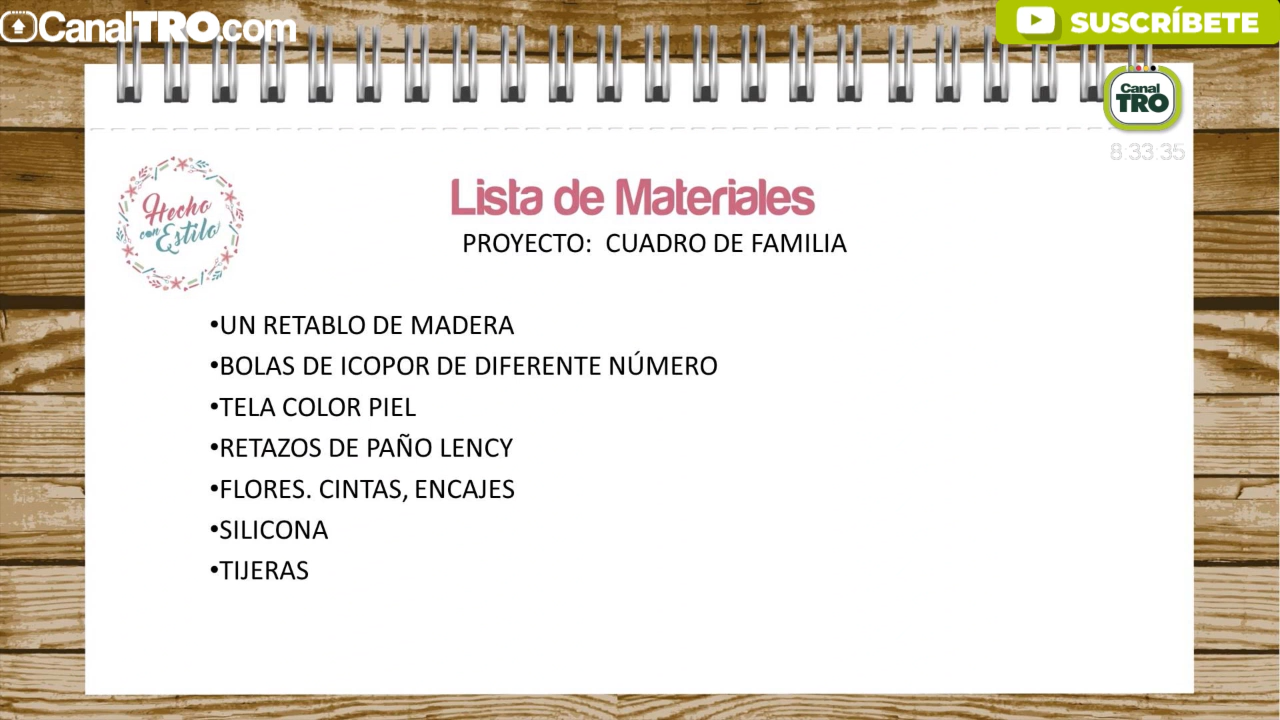 CanalTRO.com
SUSCRÍBETE
Canal
TRO
8:33:35
Hecho
con Estilo
Lista de Materiales
PROYECTO: CUADRO DE FAMILIA
•UN RETABLO DE MADERA
•BOLAS DE ICOPOR DE DIFERENTE NÚMERO
•TELA COLOR PIEL
•RETAZOS DE PAÑO LENCY
•FLORES. CINTAS, ENCAJES
•SILICONA
•TIJERAS